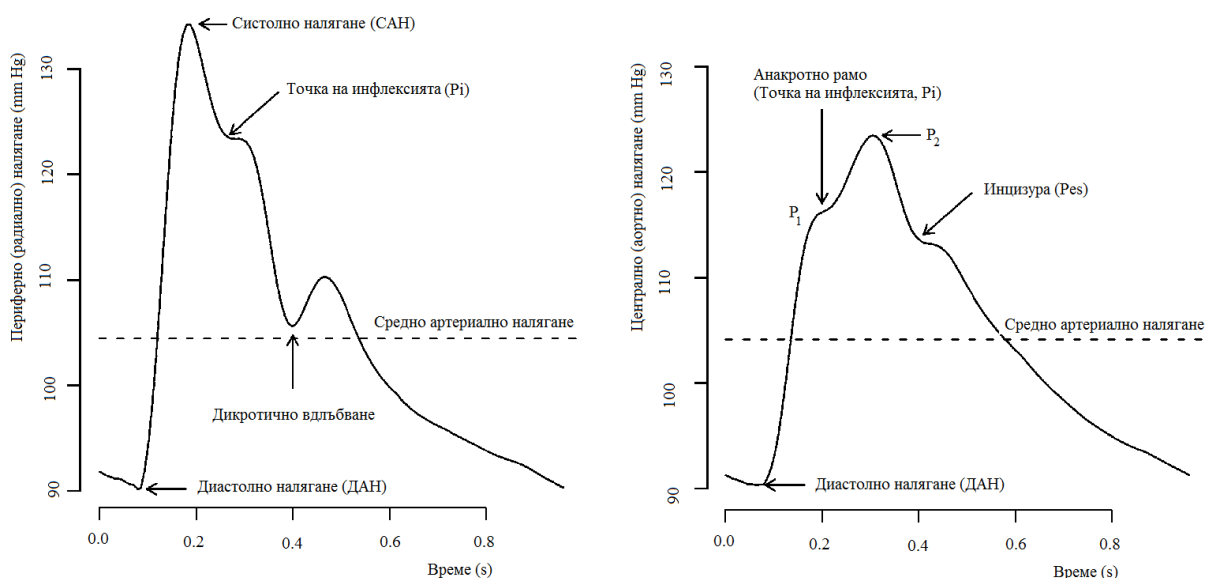 Систолно налягане (САН)
Точка на инфлексията (Pi)
Средно артериално налягане
Дикротично вдлъбване
Диастолно налягане (ДАН)
Периферно (радиално) налягане (mm Hg)
130
120
110
100
90
0.0
0.2
0.4
0.6
0.8
Време (s)
Анакротно рамо
(Точка на инфлексията, Pi)
P2
P1
Инцизура (Pes)
Средно артериално налягане
Диастолно налягане (ДАН)
Централно (аортно) налягане (mm Hg)
130
120
110
100
90
0.0
0.2
0.4
0.6
0.8
Време (s)